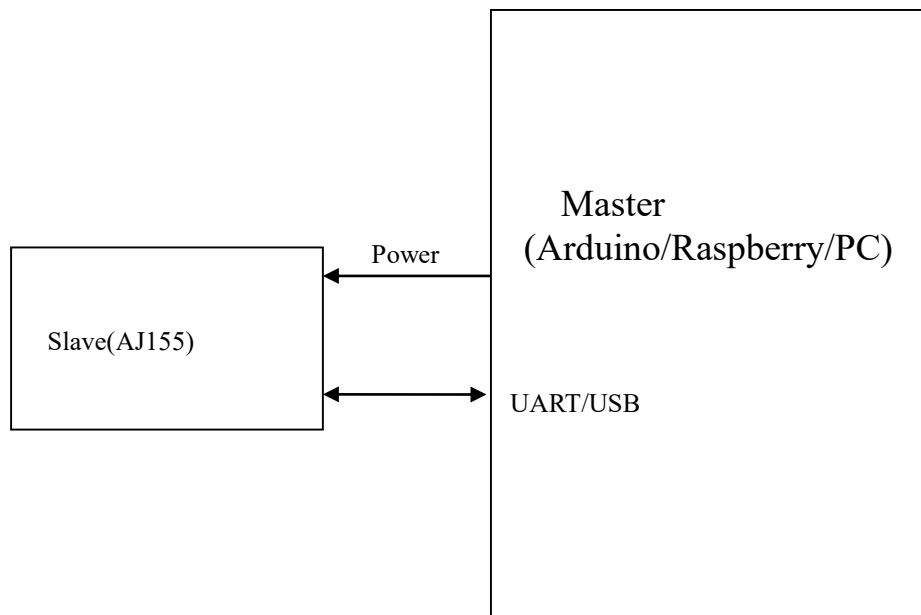 Master
(Arduino/Raspberry/PC)
Power
Slave(AJ155)
UART/USB